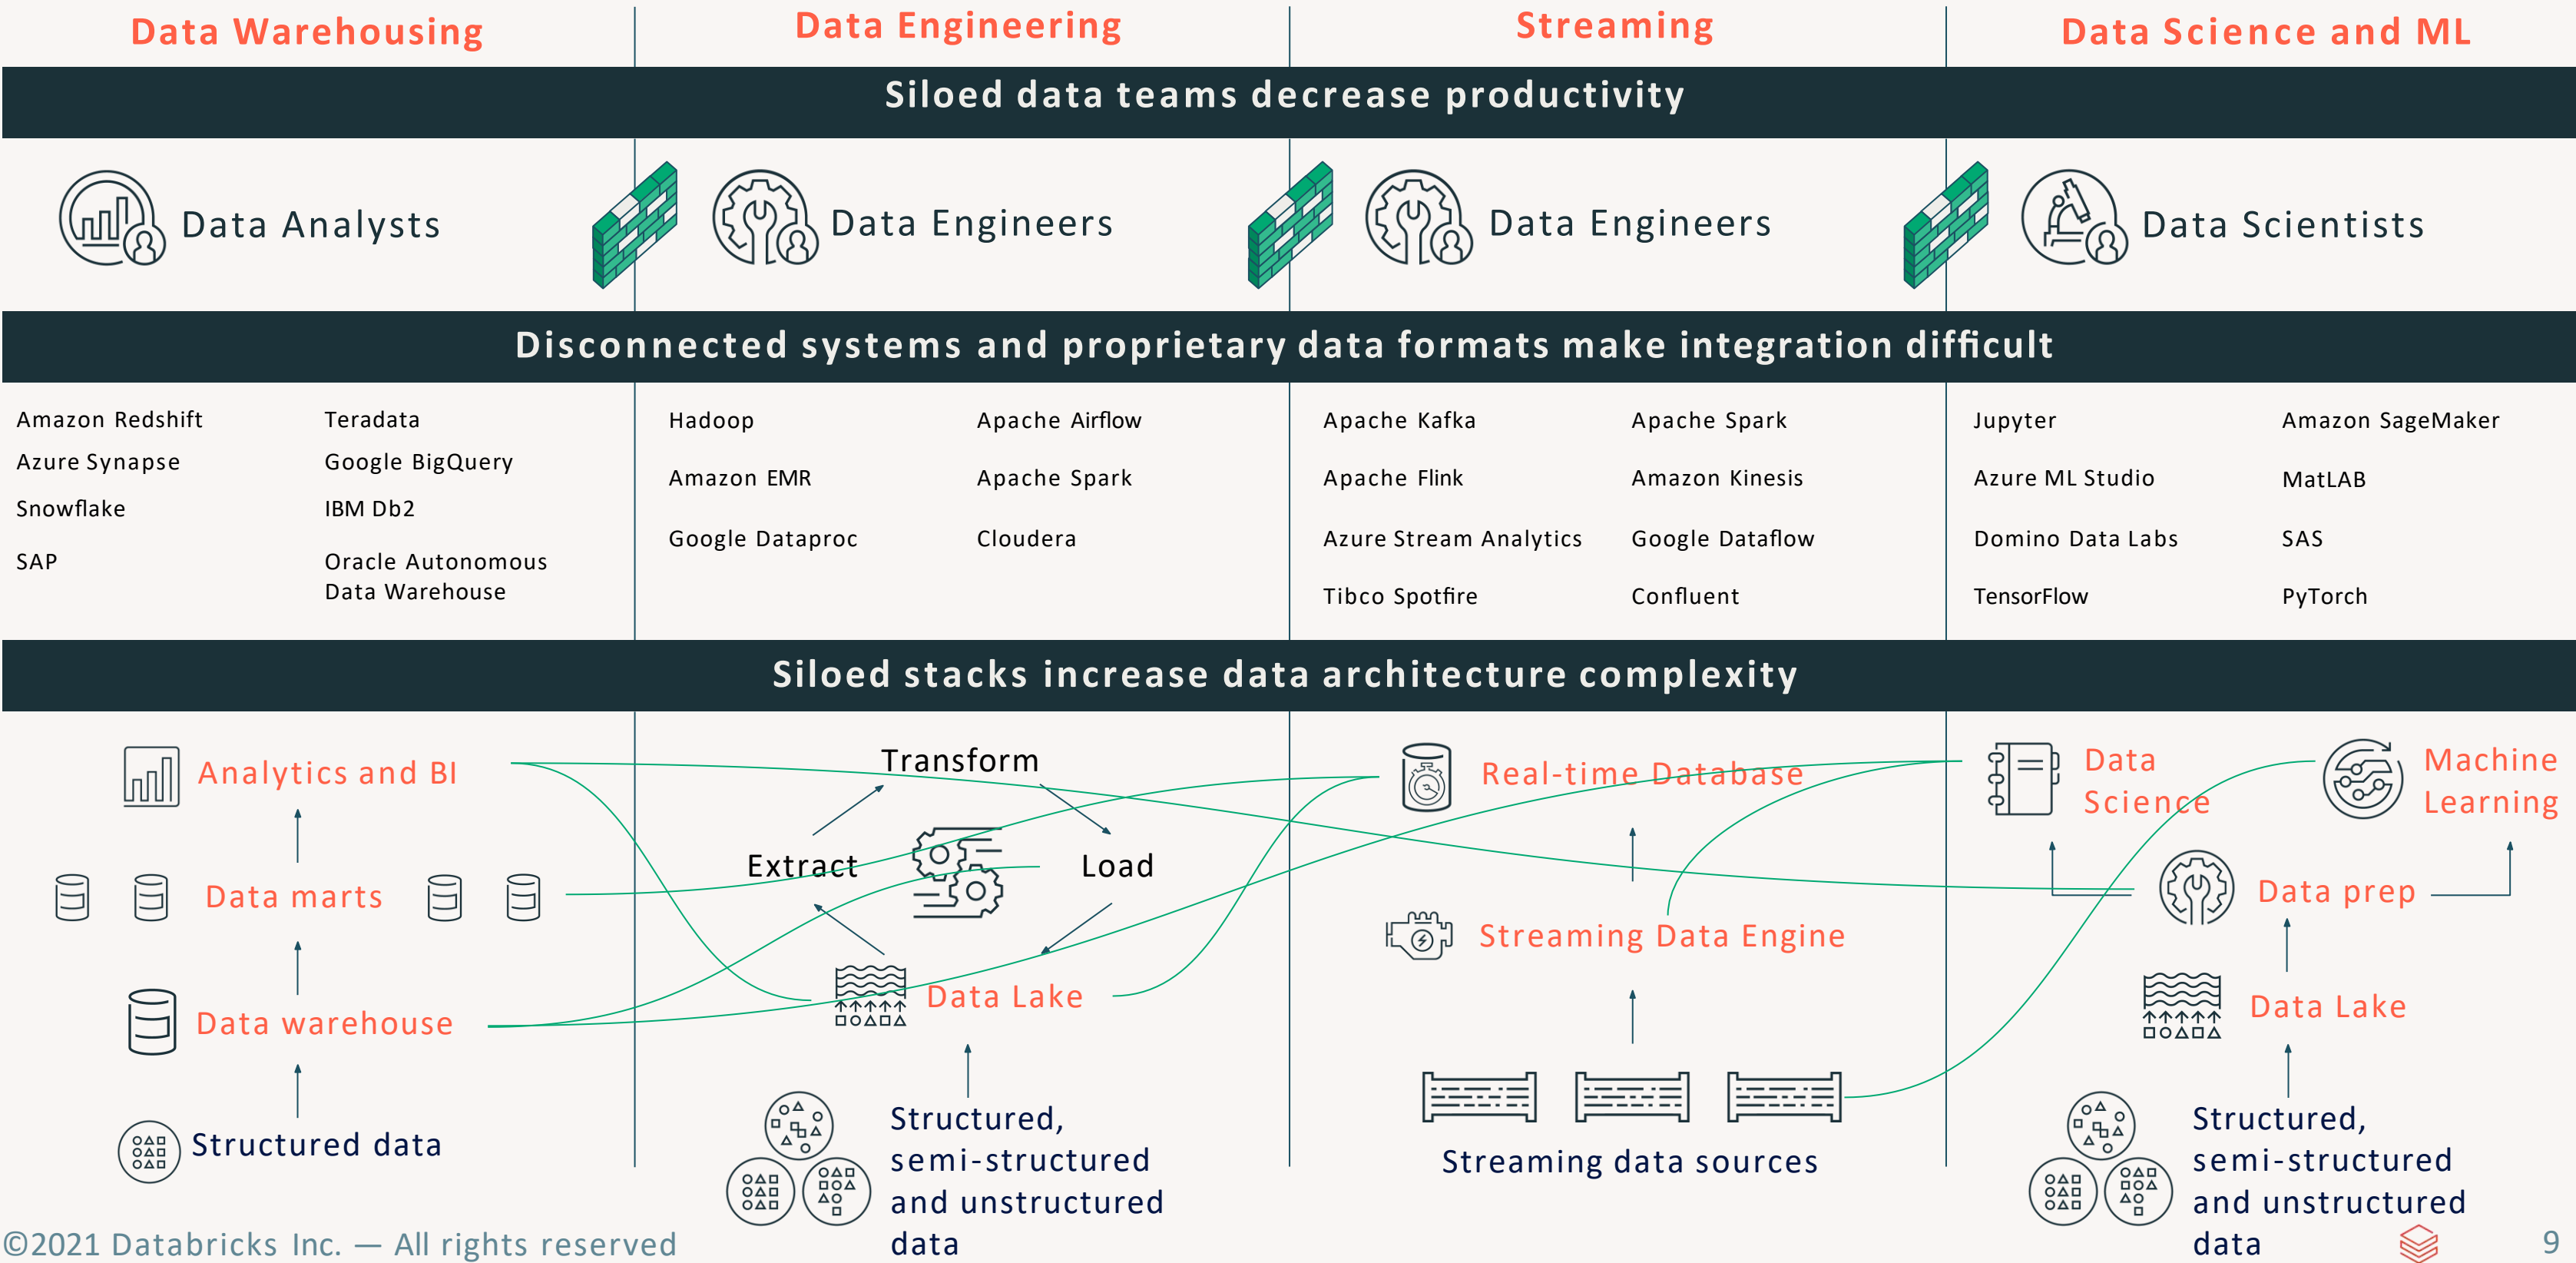 Data Warehousing
Data Engineering
Streaming
Data Science and ML
Siloed data teams decrease productivity
Data Analysts
Data Engineers
Data Engineers
Data Scientists
Disconnected systems and proprietary data formats make integration difficult
Amazon Redshift
Teradata
Azure Synapse
Google BigQuery
Snowflake
IBM Db2
SAP
Oracle Autonomous
Data Warehouse
Hadoop
Apache Airflow
Amazon EMR
Apache Spark
Google Dataproc
Cloudera
Apache Kafka
Apache Spark
Apache Flink
Amazon Kinesis
Azure Stream Analytics
Google Dataflow
Tibco Spotfire
Confluent
Jupyter
Amazon SageMaker
Azure ML Studio
MatLAB
Domino Data Labs
SAS
TensorFlow
PyTorch
Siloed stacks increase data architecture complexity
Analytics and BI
Data marts
Data warehouse
Structured data
Transform
Extract
Load
Data Lake
Structured,
semi-structured
and unstructured
data
Real-time Database
Streaming Data Engine
Streaming data sources
Data
Science
Machine
Learning
Data prep
Data Lake
Structured,
semi-structured
and unstructured
data
©2021 Databricks Inc. — All rights reserved
9